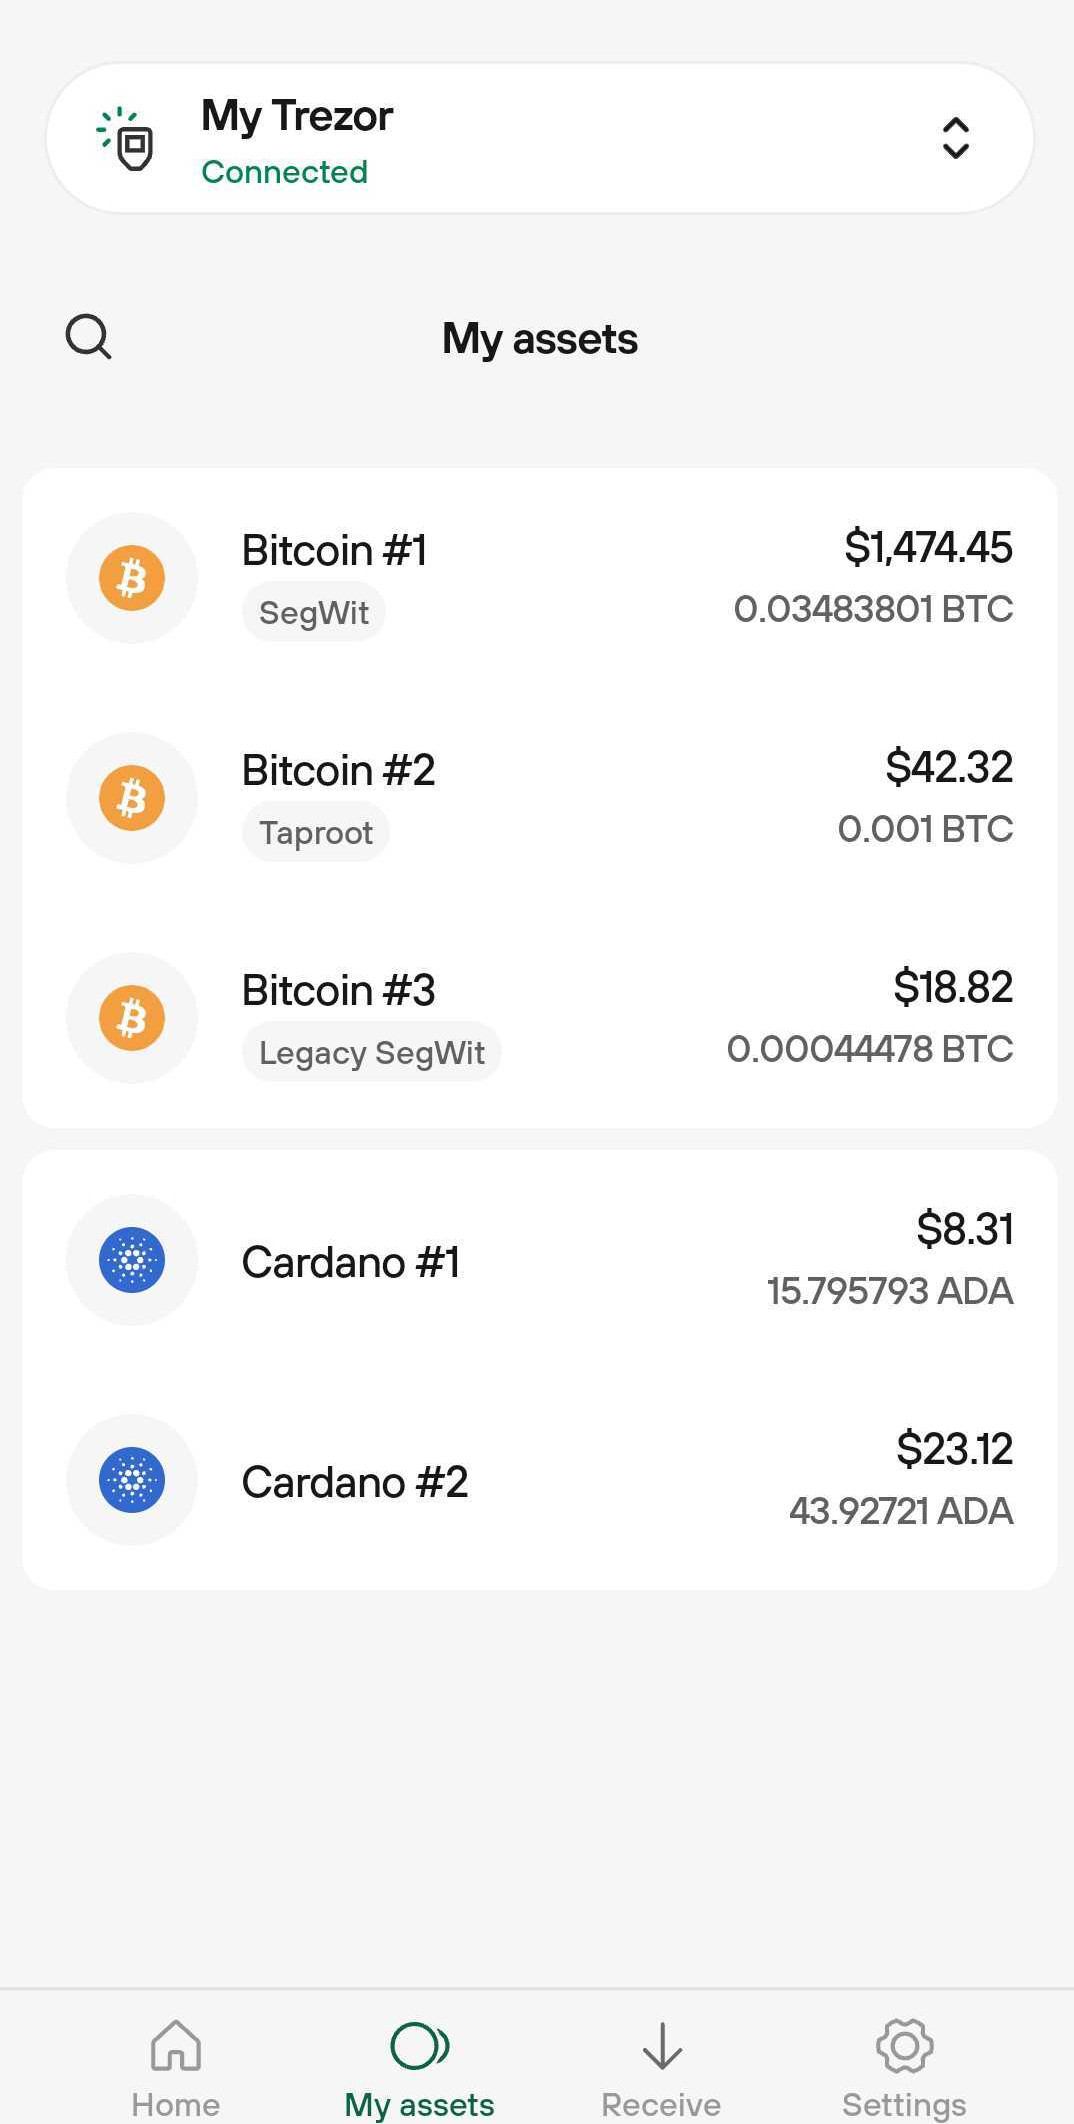 My Trezor
Connected
My assets
Bitcoin #1
$1,474.45
SegWit
0.03483801 BTC
Bitcoin #2
$42.32
Taproot
0.001 BTC
Bitcoin #3
$18.82
Legacy SegWit
0.00044478 BTC
Cardano #1
$8.31
15.795793 ADA
Cardano #2
$23.12
43.92721 ADA
Home
My assets
Receive
Settings